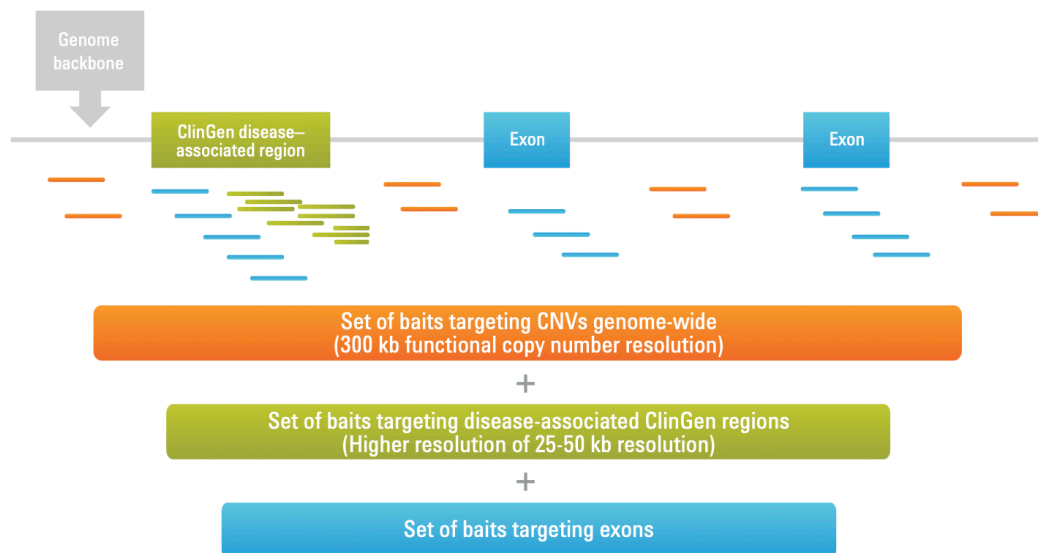 Genome
backbone
ClinGen disease–
associated region
Exon
Exon
Set of baits targeting CNVs genome-wide
(300 kb functional copy number resolution)
+
Set of baits targeting disease-associated ClinGen regions
(Higher resolution of 25-50 kb resolution)
+
Set of baits targeting exons